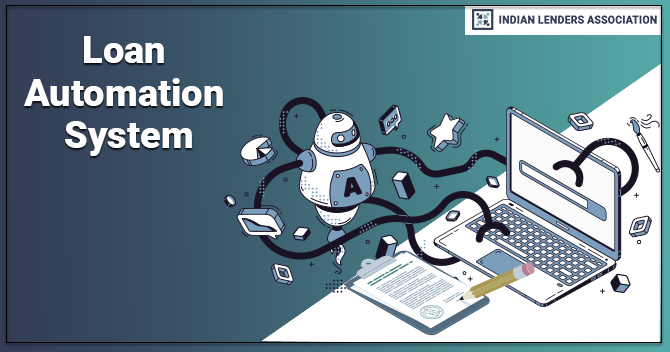 INDIAN LENDERS ASSOCIATION
Loan
Automation
System
A